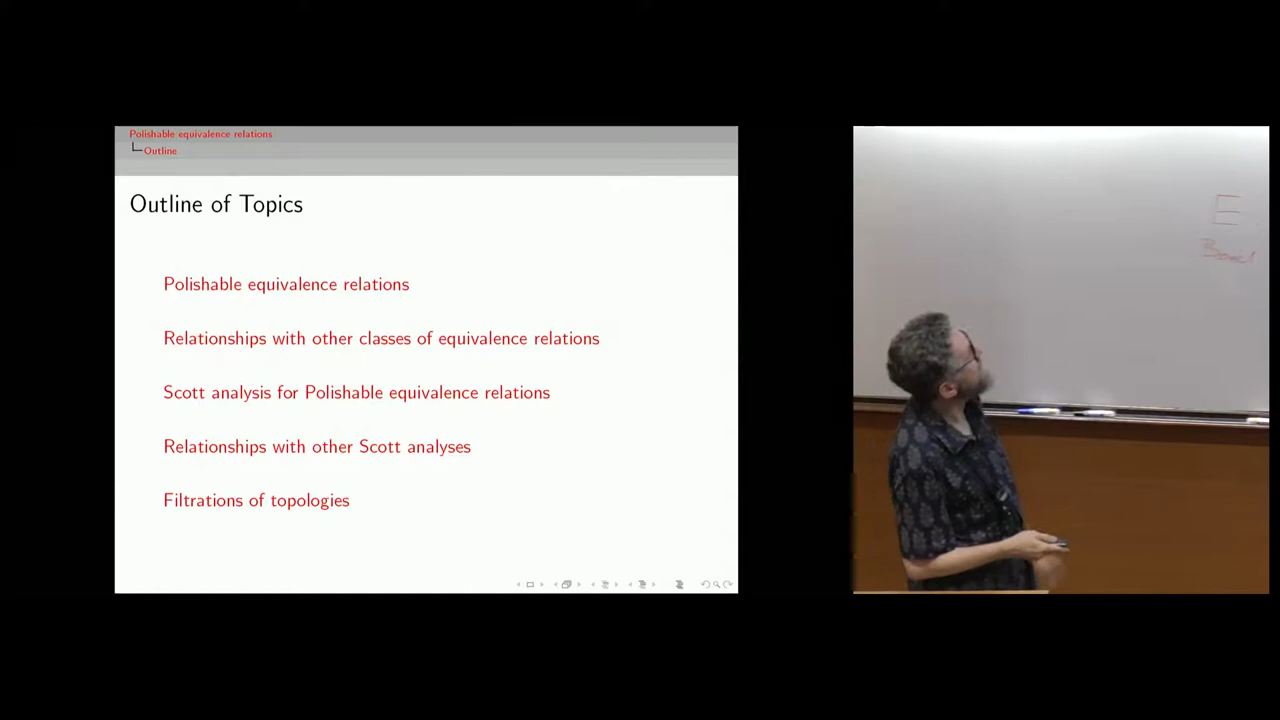 Polishable equivalence relations
Outline
Outline of Topics
Polishable equivalence relations
Relationships with other classes of equivalence relations
Scott analysis for Polishable equivalence relations
Relationships with other Scott analyses
Filtrations of topologies
E